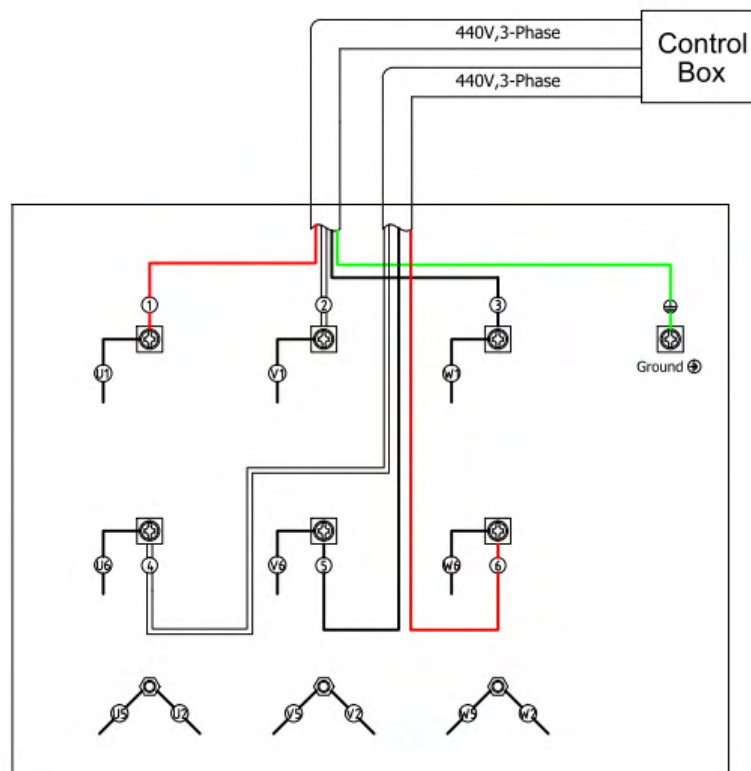 440V,3-Phase
440V,3-Phase
Control
Box
1
2
3
U1
V1
W1
Ground
U6
4
V6
5
W6
6
U5
U2
V5
V2
W5
W2